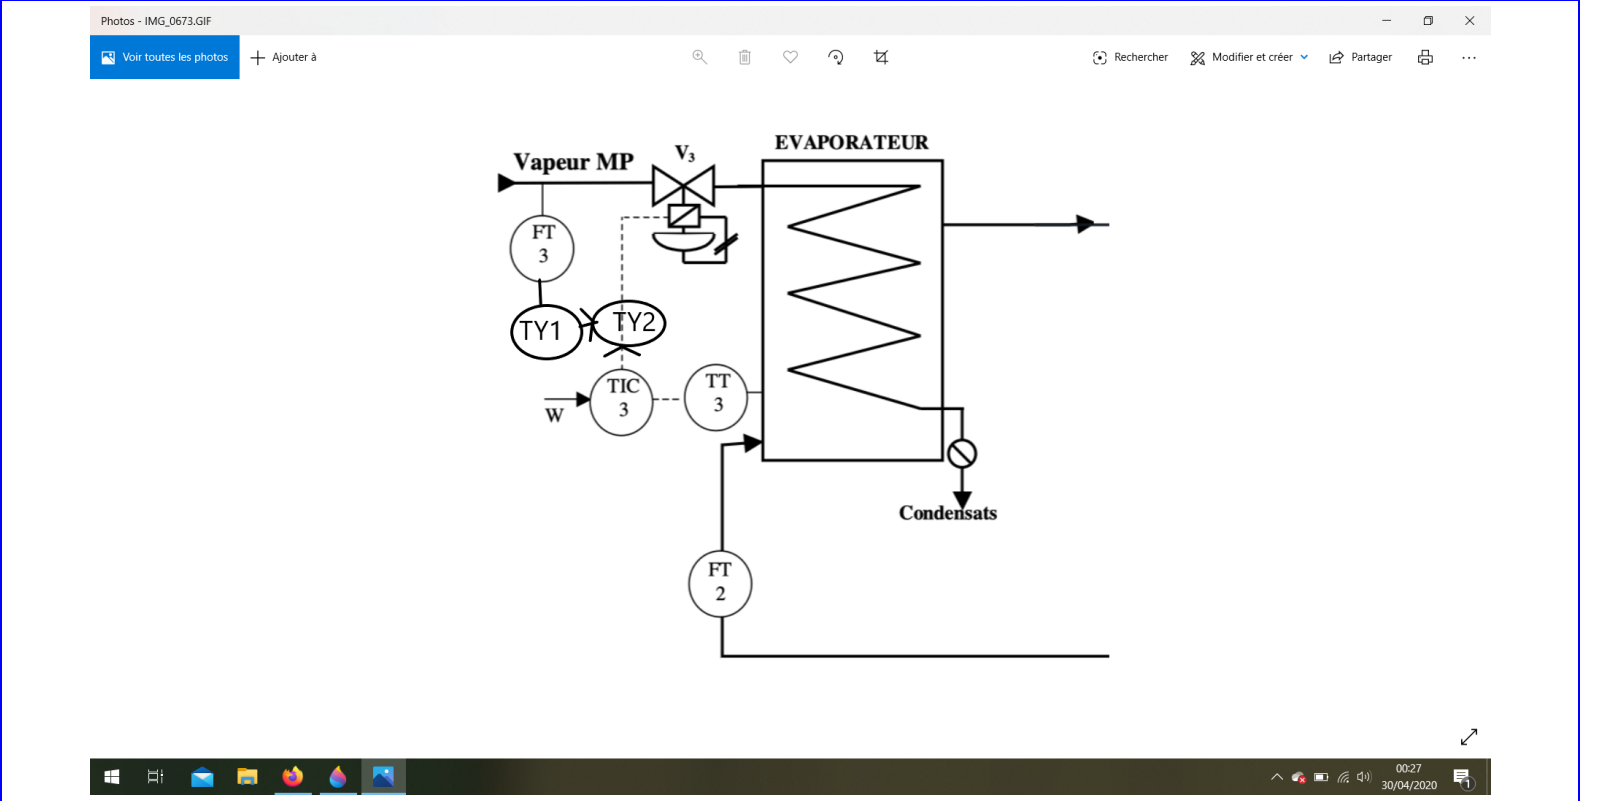 Photos - IMG_0673.GIF
Voir toutes les photos
Ajouter à
Rechercher
Modifier et créer
Partager
EVAPORATEUR
Vapeur MP
V3
FT
3
TY1
TY2
TIC
3
TT
3
W
Condensats
FT
2
00:27
30/04/2020
1